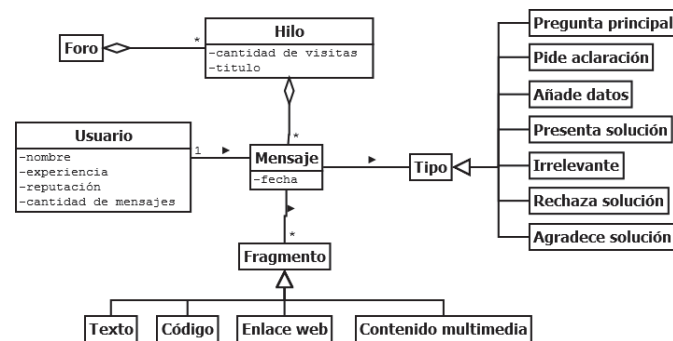 Foro
*
Hilo
-cantidad de visitas
-titulo
Pregunta principal
Pide aclaración
Añade datos
Presenta solución
Irrelevante
Rechaza solución
Agradece solución
Usuario
-nombre
-experiencia
-reputación
-cantidad de mensajes
1
*
Mensaje
-fecha
Tipo
*
Fragmento
Texto
Código
Enlace web
Contenido multimedia